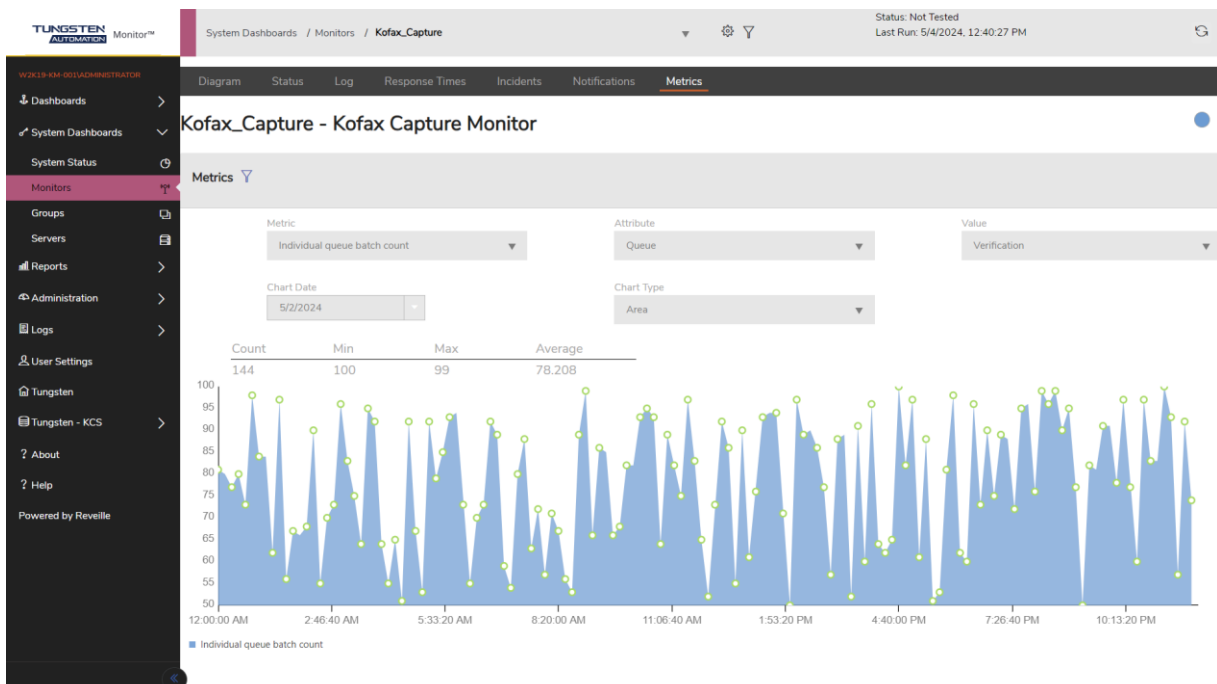 TUNGSTEN
AUTOMATION Monitor™
System Dashboards / Monitors / Kofax_Capture
Status: Not Tested
Last Run: 5/4/2024, 12:40:27 PM
W2K19-KM-001\ADMINISTRATOR
Dashboards
System Dashboards
System Status
Monitors
Groups
Servers
Reports
Administration
Logs
User Settings
Tungsten
Tungsten - KCS
? About
? Help
Powered by Reveille
Diagram Status Log Response Times Incidents Notifications Metrics
Kofax_Capture - Kofax Capture Monitor
Metrics
Metric Attribute Value
Individual queue batch count Queue Verification
Chart Date Chart Type
5/2/2024 Area
Count Min Max Average
144 100 99 78.208
100
95
90
85
80
75
70
65
60
55
50
12:00:00 AM 2:46:40 AM 5:33:20 AM 8:20:00 AM 11:06:40 AM 1:53:20 PM 4:40:00 PM 7:26:40 PM 10:13:20 PM
Individual queue batch count